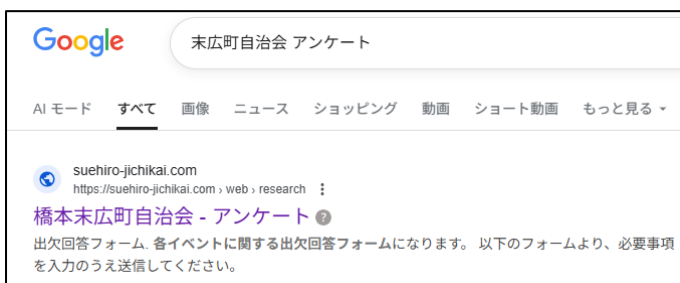 Google
末広町自治会 アンケート
AI モード すべて 画像 ニュース ショッピング 動画 ショート動画 もっと見る
suehiro-jichikai.com
https://suehiro-jichikai.com › web › research
橋本末広町自治会 - アンケート
出欠回答フォーム. 各イベントに関する出欠回答フォームになります。 以下のフォームより、必要事項
を入力のうえ送信してください。